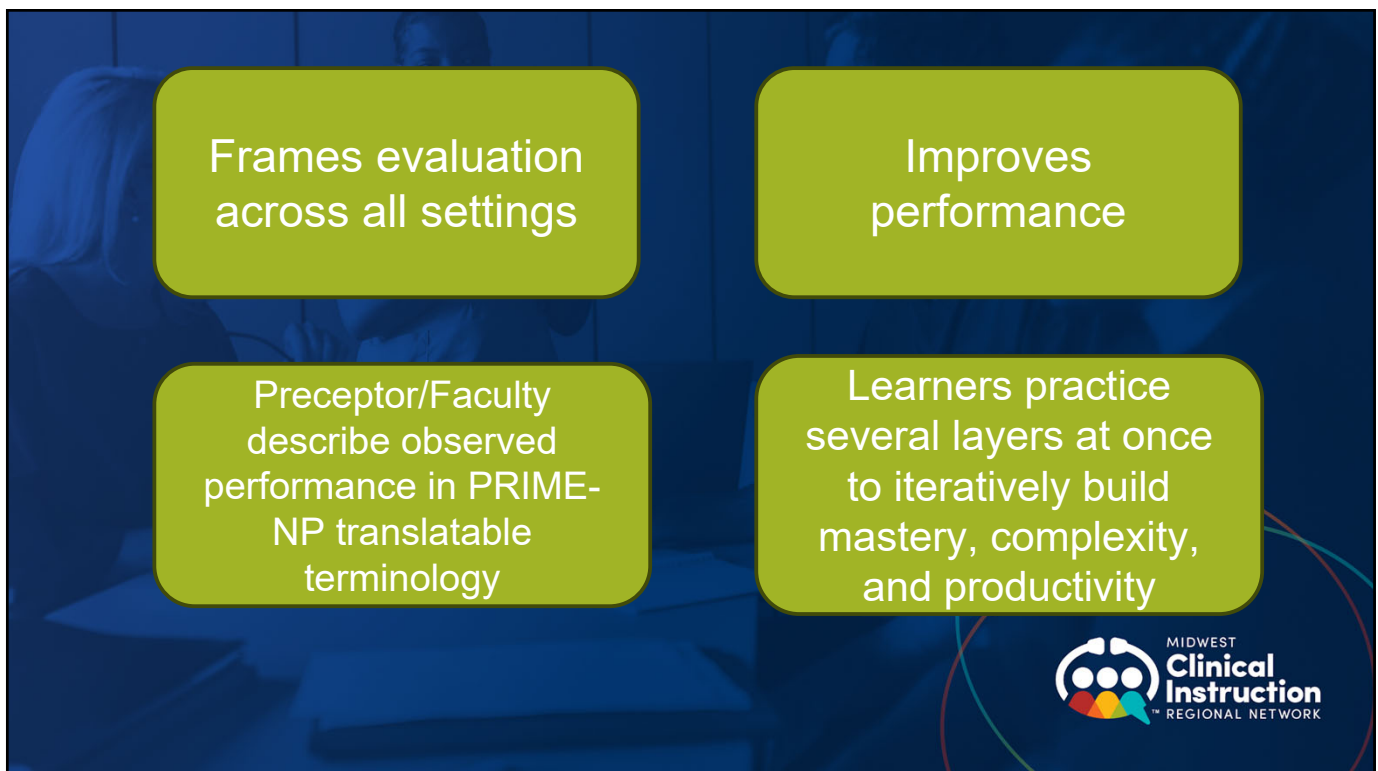 Frames evaluation
across all settings
Improves
performance
Preceptor/Faculty
describe observed
performance in PRIME-
NP translatable
terminology
Learners practice
several layers at once
to iteratively build
mastery, complexity,
and productivity
MIDWEST
Clinical
Instruction
™ REGIONAL NETWORK